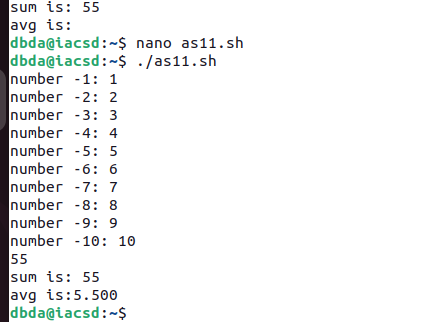 sum is: 55
avg is:
dbda@iacsd:~$ nano as11.sh
dbda@iacsd:~$ ./as11.sh
number -1: 1
number -2: 2
number -3: 3
number -4: 4
number -5: 5
number -6: 6
number -7: 7
number -8: 8
number -9: 9
number -10: 10
55
sum is: 55
avg is:5.500
dbda@iacsd:~$